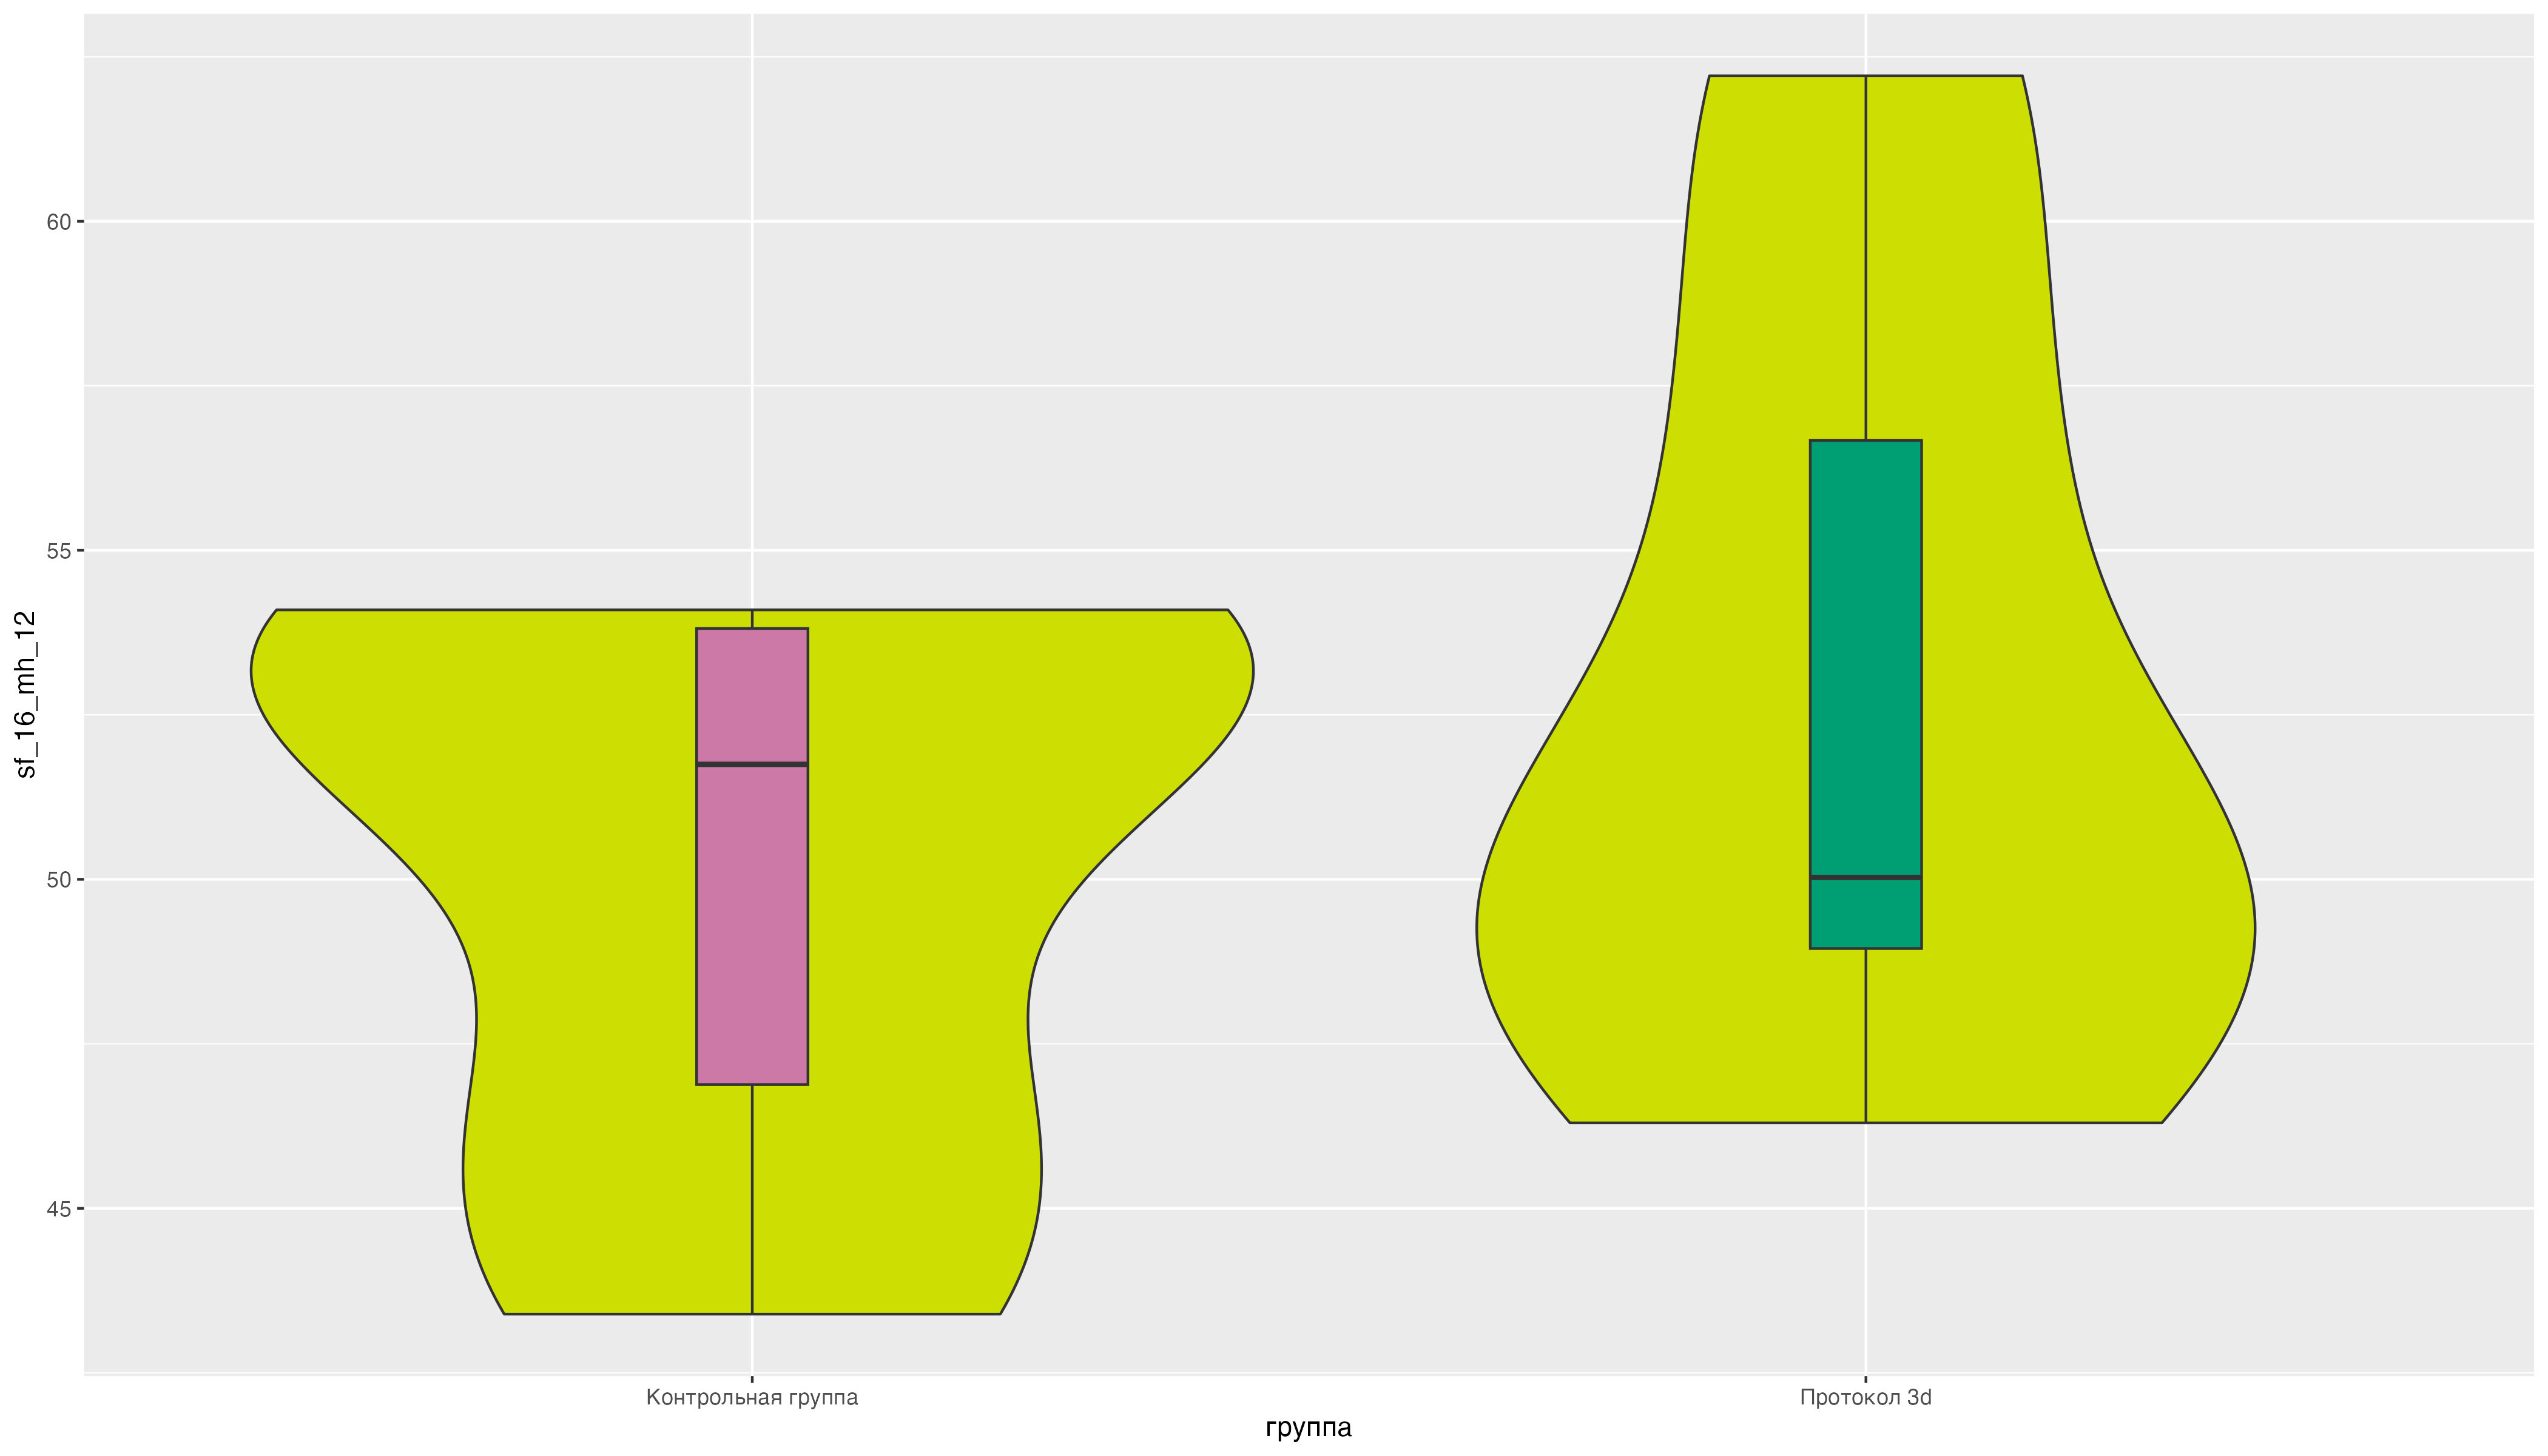 60
55
50
45
sf_16_mh_12
Контрольная группа
Протокол 3d
группа